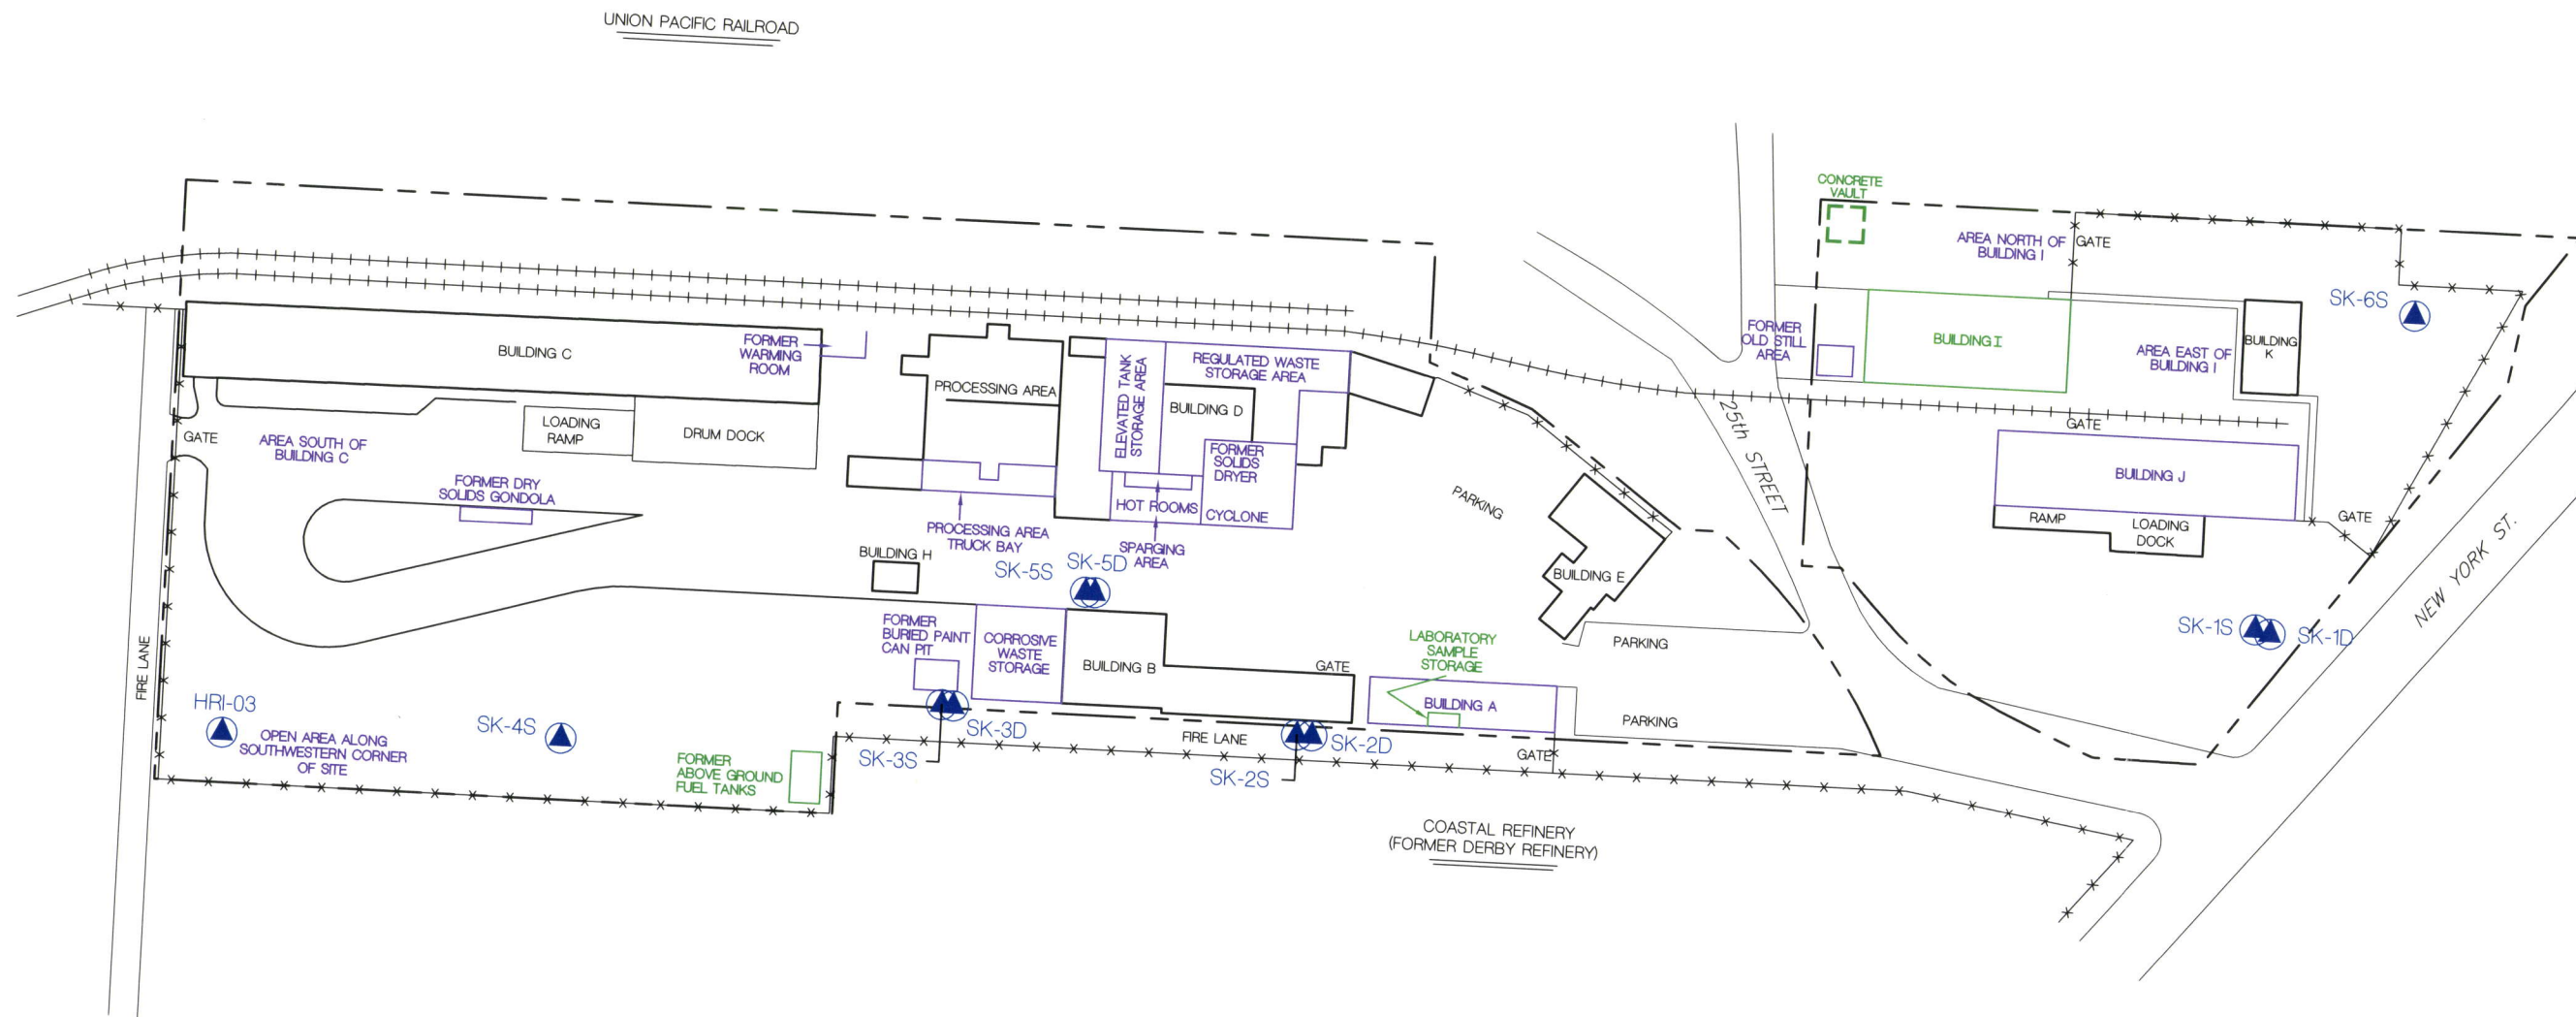 UNION PACIFIC RAILROAD
CONCRETE
VAULT
AREA NORTH OF
BUILDING I
GATE
SK-6S
FORMER
OLD STILL
AREA
BUILDING I
AREA EAST OF
BUILDING I
BUILDING
K
BUILDING C
FORMER
WARMING
ROOM
PROCESSING AREA
ELEVATED TANK
STORAGE AREA
REGULATED WASTE
STORAGE AREA
BUILDING D
LOADING
RAMP
DRUM DOCK
GATE
AREA SOUTH OF
BUILDING C
FORMER
SOLIDS
DRYER
25th STREET
GATE
BUILDING J
FORMER DRY
SOLIDS GONDOLA
HOT ROOMS
CYCLONE
PARKING
RAMP
LOADING
DOCK
GATE
PROCESSING AREA
TRUCK BAY
SPARGING
AREA
BUILDING H
SK-5S
SK-5D
BUILDING E
NEW YORK ST.
FORMER
BURIED PAINT
CAN PIT
CORROSIVE
WASTE
STORAGE
BUILDING B
GATE
LABORATORY
SAMPLE
STORAGE
PARKING
SK-1S
SK-1D
FIRE LANE
HRI-03
SK-4S
OPEN AREA ALONG
SOUTHWESTERN CORNER
OF SITE
FORMER
ABOVE GROUND
FUEL TANKS
SK-3D
SK-3S
FIRE LANE
SK-2D
SK-2S
BUILDING A
PARKING
GATE
COASTAL REFINERY
(FORMER DERBY REFINERY)